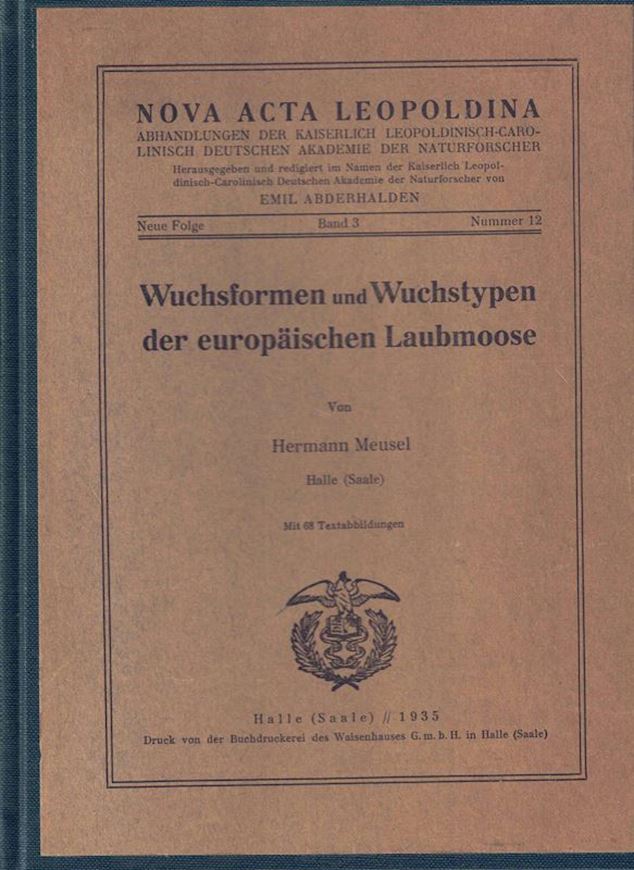 NOVA ACTA LEOPOLDINA
ABHANDLUNGEN DER KAISERLICH LEOPOLDINISCH-CARO-
LINISCH DEUTSCHEN AKADEMIE DER NATURFORSCHER
Herausgegeben und redigiert im Namen der Kaiserlich Leopol-
dinisch-Carolinisch Deutschen Akademie der Naturforscher von
EMIL ABDERHALDEN
Neue Folge Band 3 Nummer 12
Wuchsformen und Wuchstypen
der europäischen Laubmoose
Von
Hermann Meusel
Halle (Saale)
Mit 68 Textabbildungen
Halle (Saale) // 1935
Druck von der Buchdruckerei des Waisenhauses G.m.b.H. in Halle (Saale)